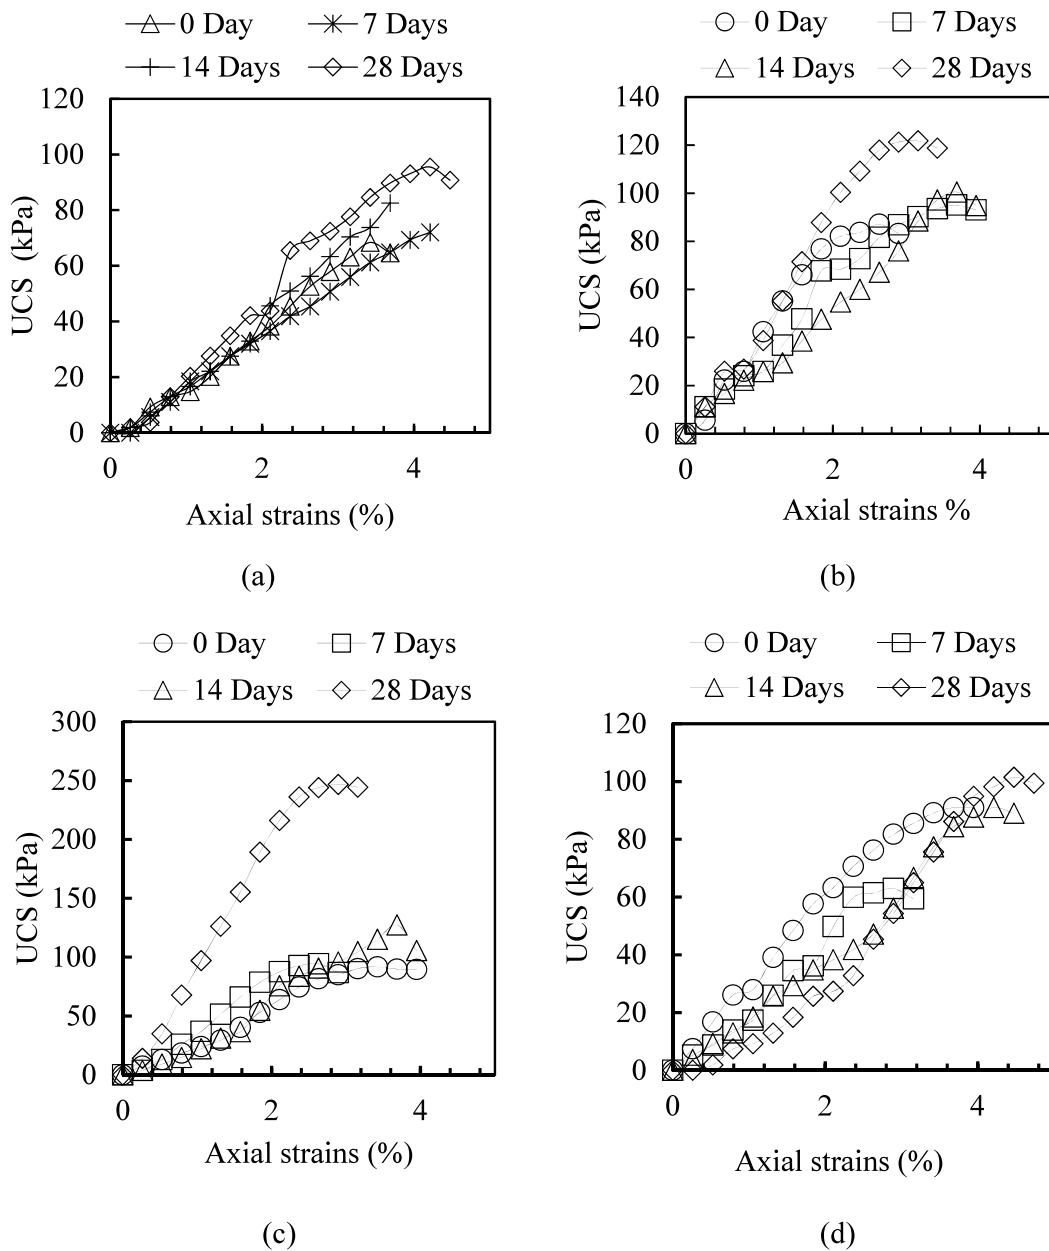 0 Day 7 Days
14 Days 28 Days
120
100
80
60
40
20
0
UCS (kPa)
0 2 4
Axial strains (%)
(a)
0 Day 7 Days
14 Days 28 Days
140
120
100
80
60
40
20
0
UCS (kPa)
0 2 4
Axial strains %
(b)
0 Day 7 Days
14 Days 28 Days
300
250
200
150
100
50
0
UCS (kPa)
0 2 4
Axial strains (%)
(c)
0 Day 7 Days
14 Days 28 Days
120
100
80
60
40
20
0
UCS (kPa)
0 2 4
Axial strains (%)
(d)